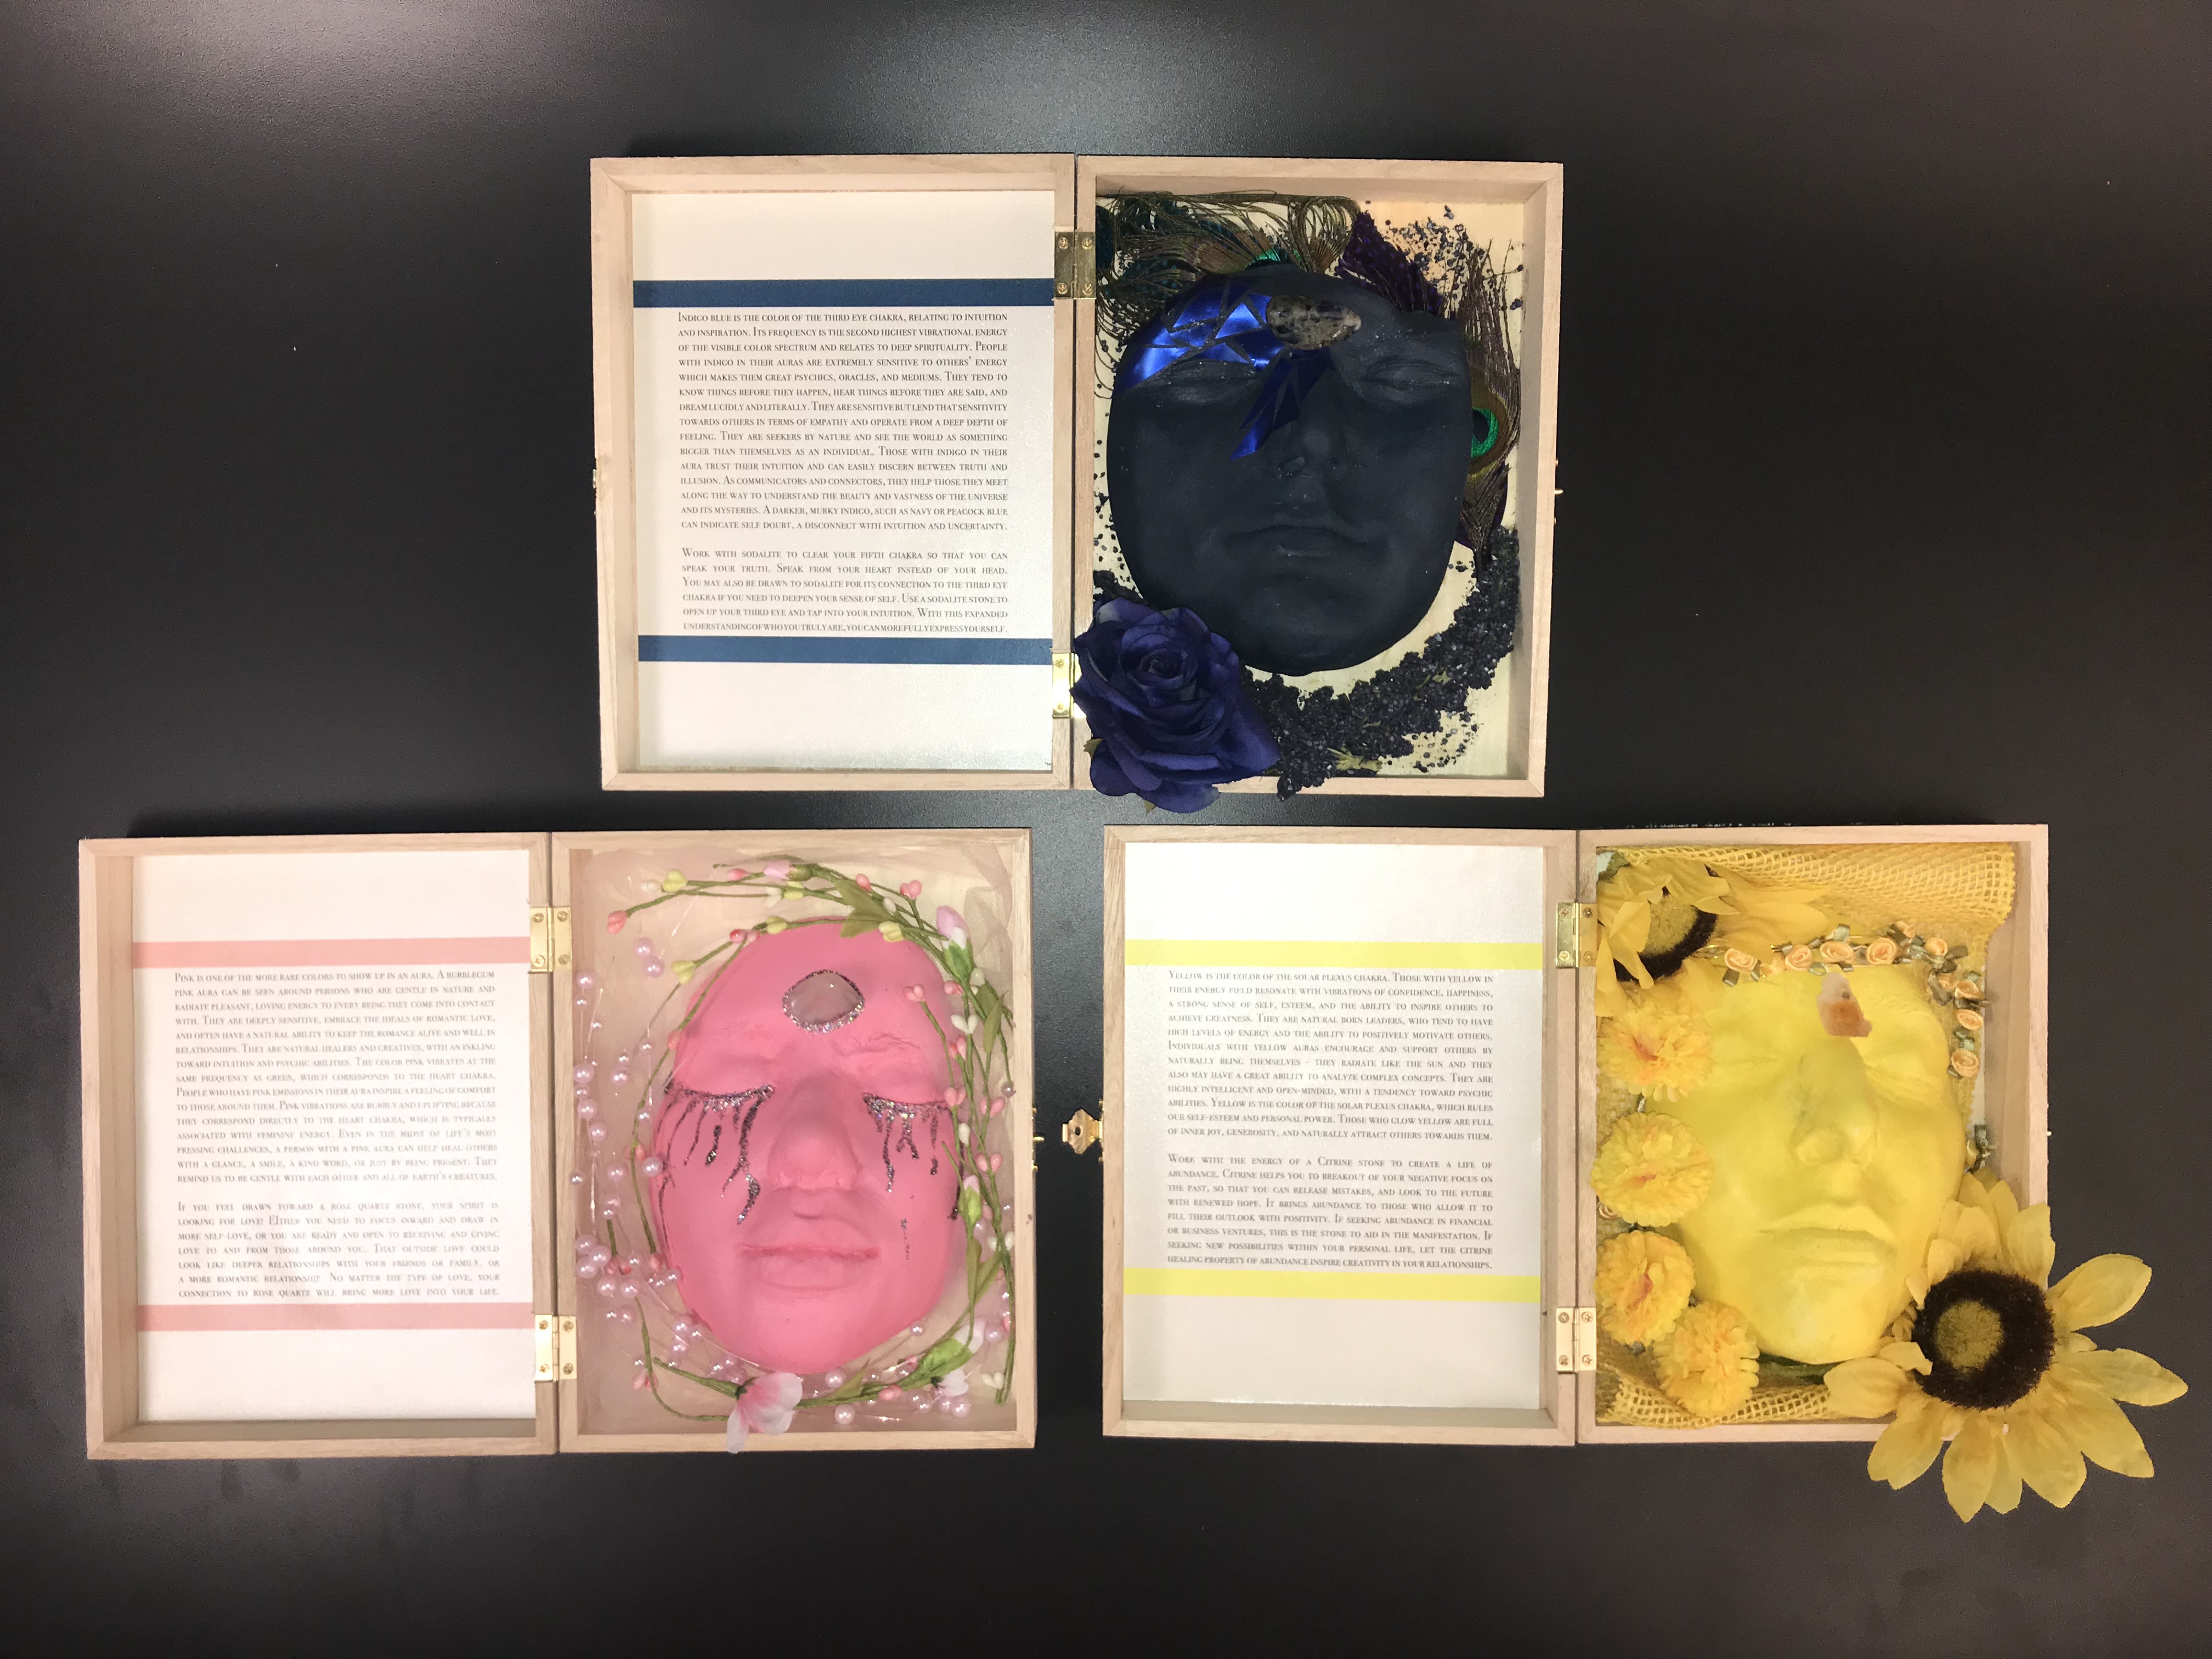 Indigo blue is the color of the third eye chakra, relating to intuition
and inspiration. Its frequency is the second highest vibrational energy
of the visible color spectrum and relates to deep spirituality. People
with indigo in their auras are extremely sensitive to others' energy
which makes them great psychics, oracles, and mediums. They tend to
know things before they happen, hear things before they are said, and
dream lucidly and literally. They are sensitive but lend that sensitivity
towards others in terms of empathy and operate from a deep depth of
feeling. They are seekers by nature and see the world as something
bigger than themselves as an individual. Those with indigo in their
aura trust their intuition and can easily discern between truth and
illusion. As communicators and connectors, they help those they meet
along the way to understand the beauty and vastness of the universe
and its mysteries. A darker, murky indigo, such as navy or peacock blue
can indicate self doubt, a disconnect with intuition and uncertainty.
Work with sodalite to clear your fifth chakra so that you can
speak your truth. Speak from your heart instead of your head.
You may also be drawn to sodalite for its connection to the third eye
chakra if you need to deepen your sense of self. Use a sodalite stone to
open up your third eye and tap into your intuition. With this expanded
understanding of who you truly are, you can more fully express yourself.
Pink is one of the more rare colors to show up in an aura. A bubblegum
pink aura can be seen around persons who are gentle in nature and
radiate pleasant, loving energy to every being they come into contact
with. They are deeply sensitive, embrace the ideals of romantic love,
and often have a natural ability to keep the romance alive and well in
relationships. They are natural healers and creatives, with an inkling
toward intuition and psychic abilities. The color pink vibrates at the
same frequency as green, which corresponds to the heart chakra.
People who have pink emissions in their aura inspire a feeling of comfort
to those around them. Pink vibrations are bubbly and uplifting because
they correspond directly to the heart chakra, which is typically
associated with feminine energy. Even in the midst of life's most
pressing challenges, a person with a pink aura can help heal others
with a glance, a smile, a kind word, or just by being present. They
remind us to be gentle with each other and all of earth's creatures.
If you feel drawn toward a rose quartz stone, your spirit is
looking for love! EIther you need to focus inward and draw in
more self-love, or you are ready and open to receiving and giving
love to and from those around you. That outside love could
look like deeper relationships with your friends or family, or
a more romantic relationship. No matter the type of love, your
connection to rose quartz will bring more love into your life.
Yellow is the color of the solar plexus chakra. Those with yellow in
their energy field resonate with vibrations of confidence, happiness,
a strong sense of self, esteem, and the ability to inspire others to
achieve greatness. They are natural born leaders, who tend to have
high levels of energy and the ability to positively motivate others.
Individuals with yellow auras encourage and support others by
naturally being themselves - they radiate like the sun and they
also may have a great ability to analyze complex concepts. They are
highly intelligent and open-minded, with a tendency toward psychic
abilities. Yellow is the color of the solar plexus chakra, which rules
our self-esteem and personal power. Those who glow yellow are full
of inner joy, generosity, and naturally attract others towards them.
Work with the energy of a Citrine stone to create a life of
abundance. Citrine helps you to breakout of your negative focus on
the past, so that you can release mistakes, and look to the future
with renewed hope. It brings abundance to those who allow it to
fill their outlook with positivity. If seeking abundance in financial
or business ventures, this is the stone to aid in the manifestation. If
seeking new possibilities within your personal life, let the citrine
healing property of abundance inspire creativity in your relationships.